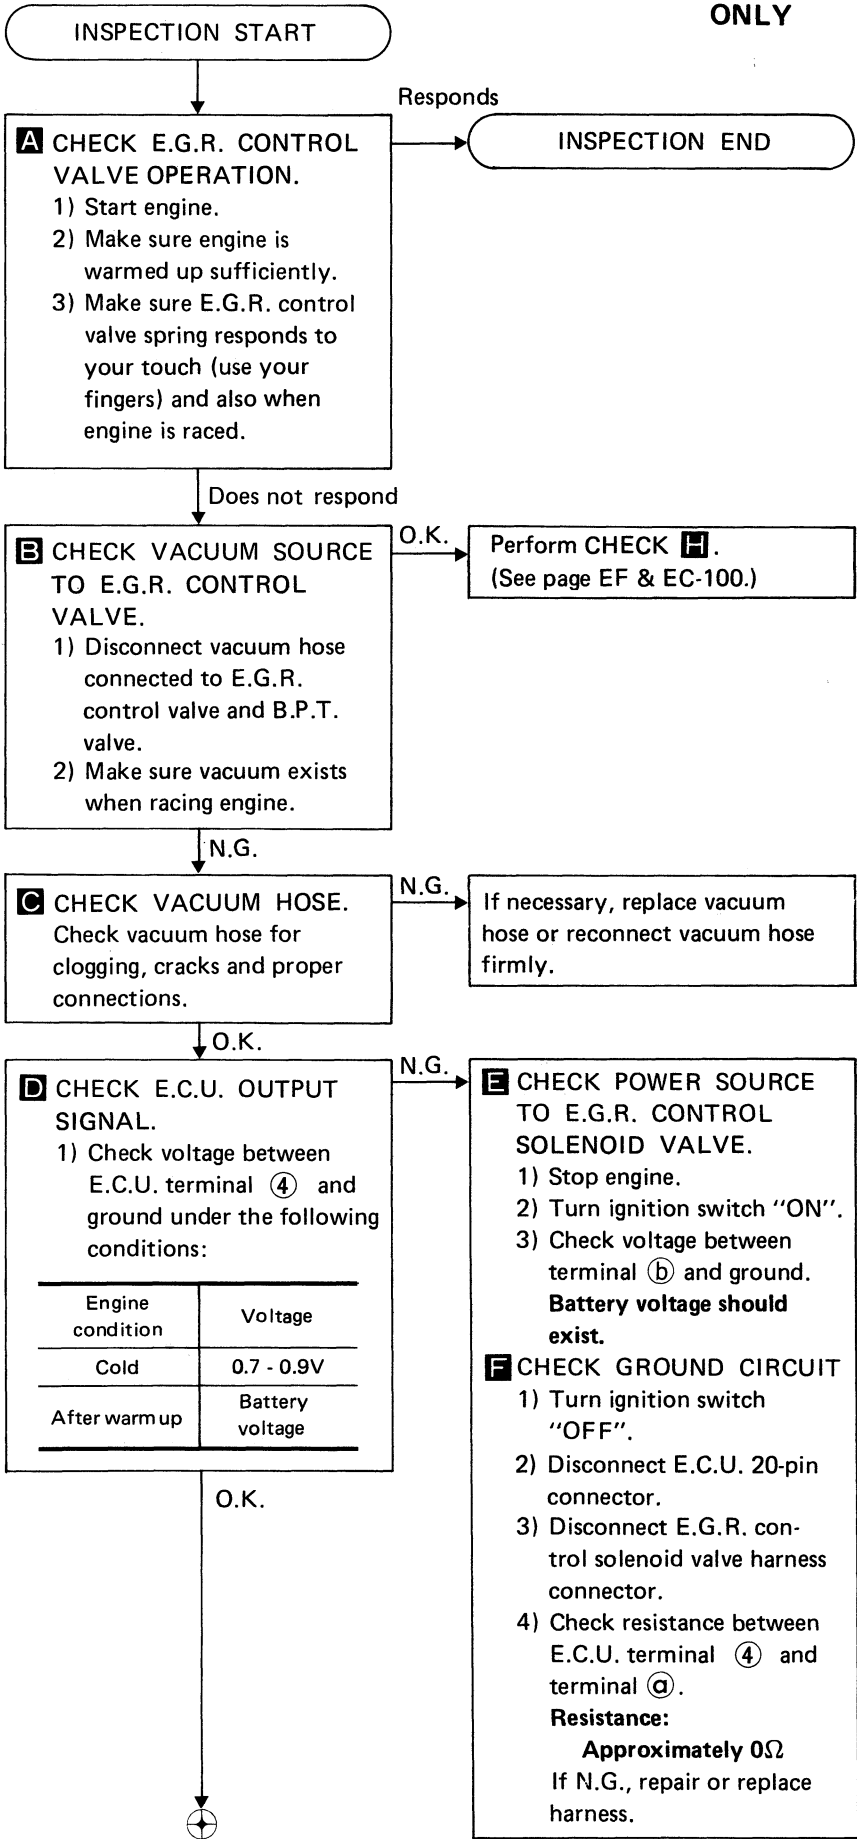 ONLY
INSPECTION START
Responds
A CHECK E.G.R. CONTROL
VALVE OPERATION.
1) Start engine.
2) Make sure engine is
warmed up sufficiently.
3) Make sure E.G.R. control
valve spring responds to
your touch (use your
fingers) and also when
engine is raced.
INSPECTION END
Does not respond
B CHECK VACUUM SOURCE
TO E.G.R. CONTROL
VALVE.
1) Disconnect vacuum hose
connected to E.G.R.
control valve and B.P.T.
valve.
2) Make sure vacuum exists
when racing engine.
O.K.
Perform CHECK H.
(See page EF & EC-100.)
N.G.
C CHECK VACUUM HOSE.
Check vacuum hose for
clogging, cracks and proper
connections.
N.G.
If necessary, replace vacuum
hose or reconnect vacuum hose
firmly.
O.K.
D CHECK E.C.U. OUTPUT
SIGNAL.
1) Check voltage between
E.C.U. terminal ④ and
ground under the following
conditions:
Engine
condition
Voltage
Cold
0.7 - 0.9V
After warm up
Battery
voltage
N.G.
E CHECK POWER SOURCE
TO E.G.R. CONTROL
SOLENOID VALVE.
1) Stop engine.
2) Turn ignition switch "ON".
3) Check voltage between
terminal ⓑ and ground.
Battery voltage should
exist.
F CHECK GROUND CIRCUIT
1) Turn ignition switch
"OFF".
2) Disconnect E.C.U. 20-pin
connector.
3) Disconnect E.G.R. con-
trol solenoid valve harness
connector.
4) Check resistance between
E.C.U. terminal ④ and
terminal ⓐ.
Resistance:
Approximately 0Ω
If N.G., repair or replace
harness.
O.K.